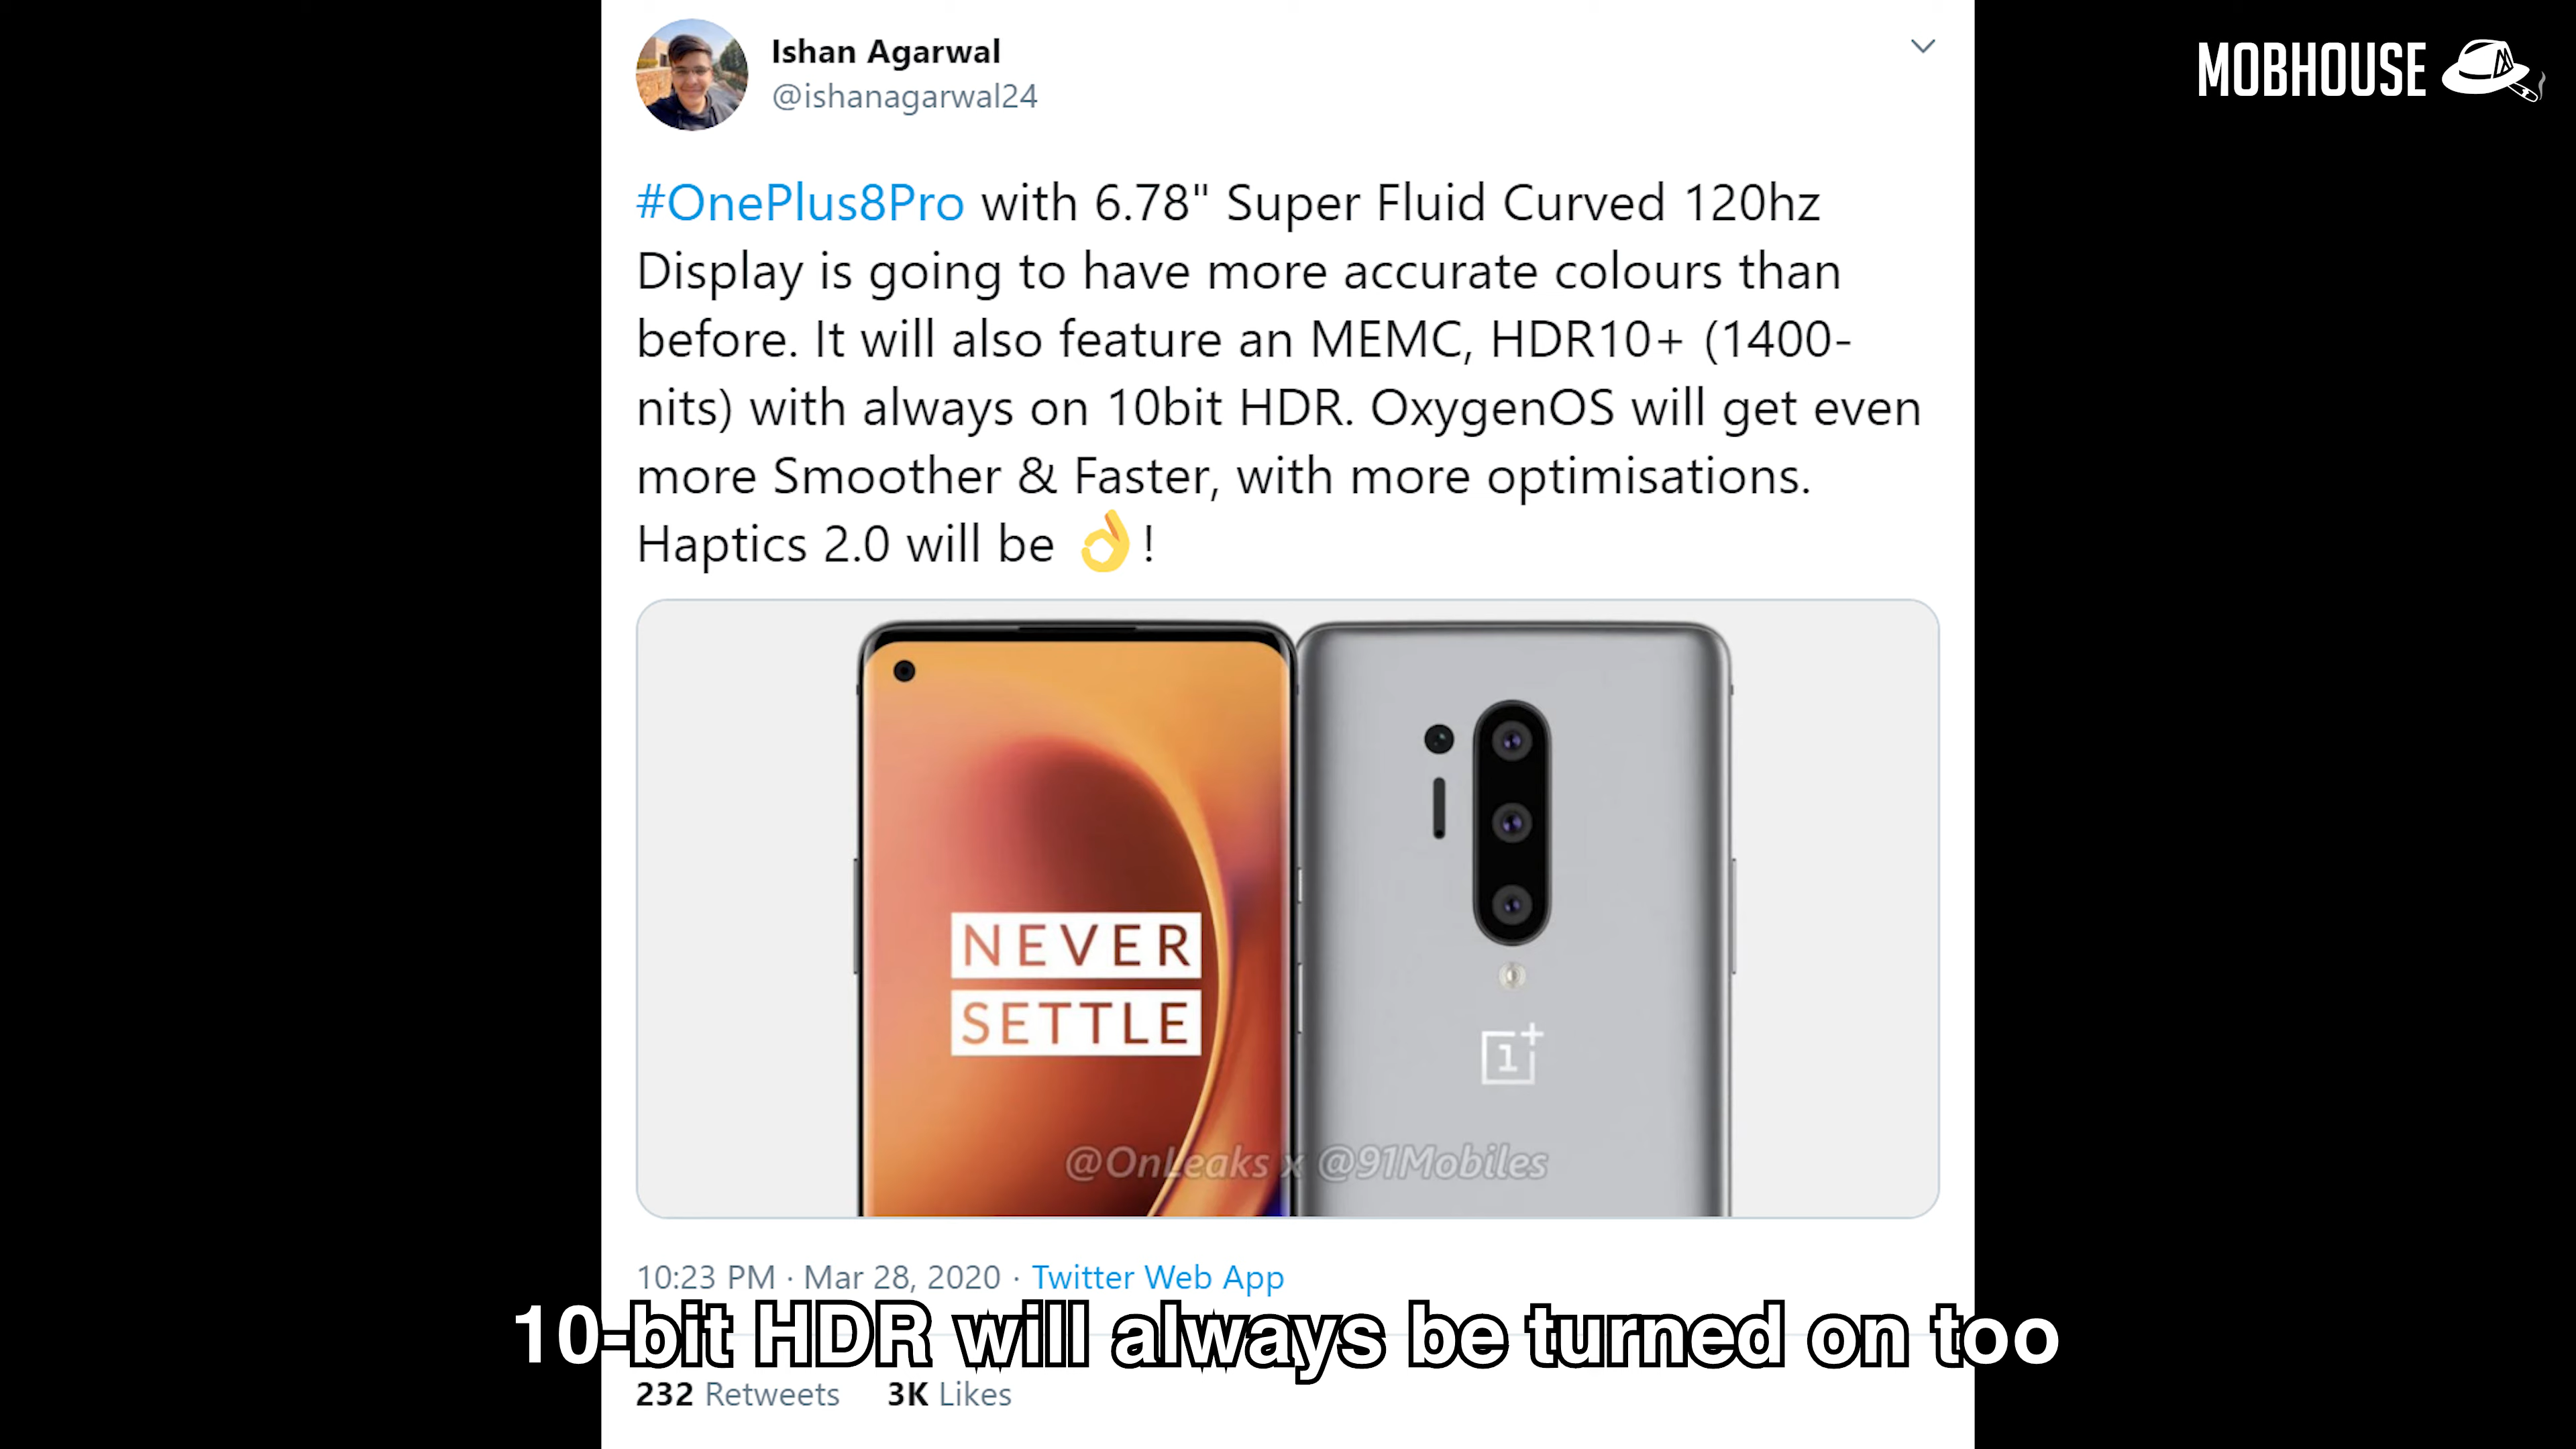 Ishan Agarwal
@ishanagarwal24
MOBHOUSE
#OnePlus8Pro with 6.78" Super Fluid Curved 120hz
Display is going to have more accurate colours than
before. It will also feature an MEMC, HDR10+ (1400-
nits) with always on 10bit HDR. OxygenOS will get even
more Smoother & Faster, with more optimisations.
Haptics 2.0 will be 👌!
NEVER
SETTLE
1+
@OnLeaks x @91Mobiles
10:23 PM · Mar 28, 2020 · Twitter Web App
10-bit HDR will always be turned on too
232 Retweets 3K Likes